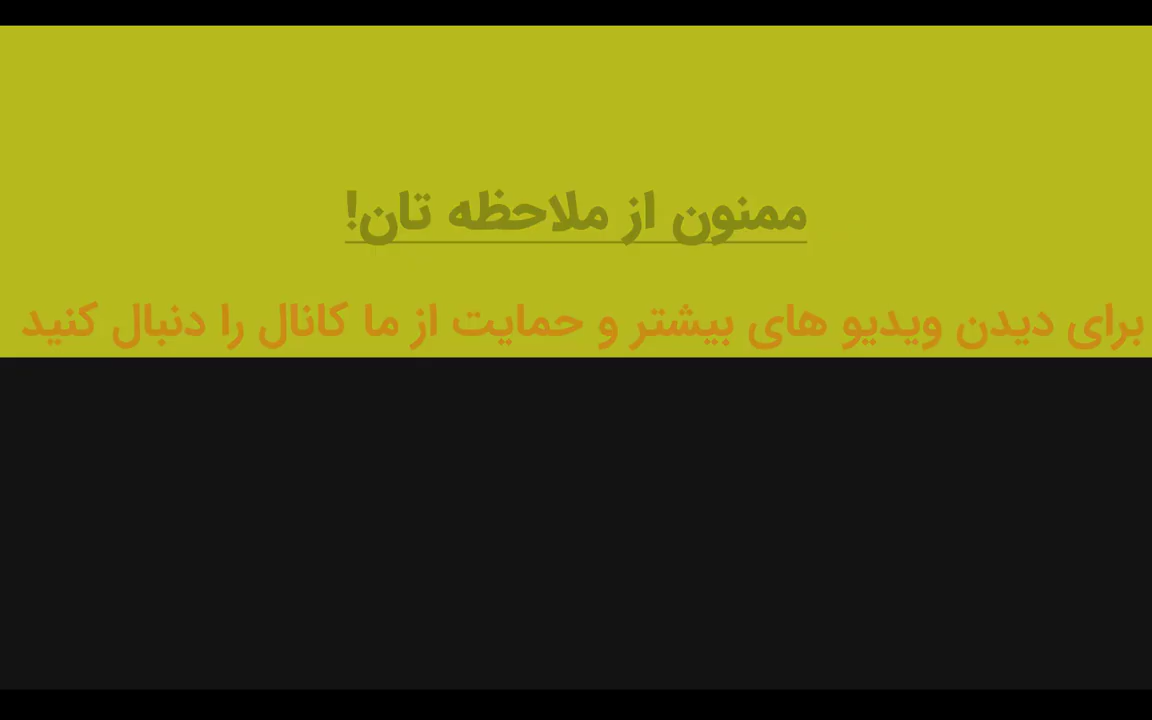 ممنون از ملاحظه تان!
برای دیدن ویدیو های بیشتر و حمایت از ما کانال را دنبال کنید